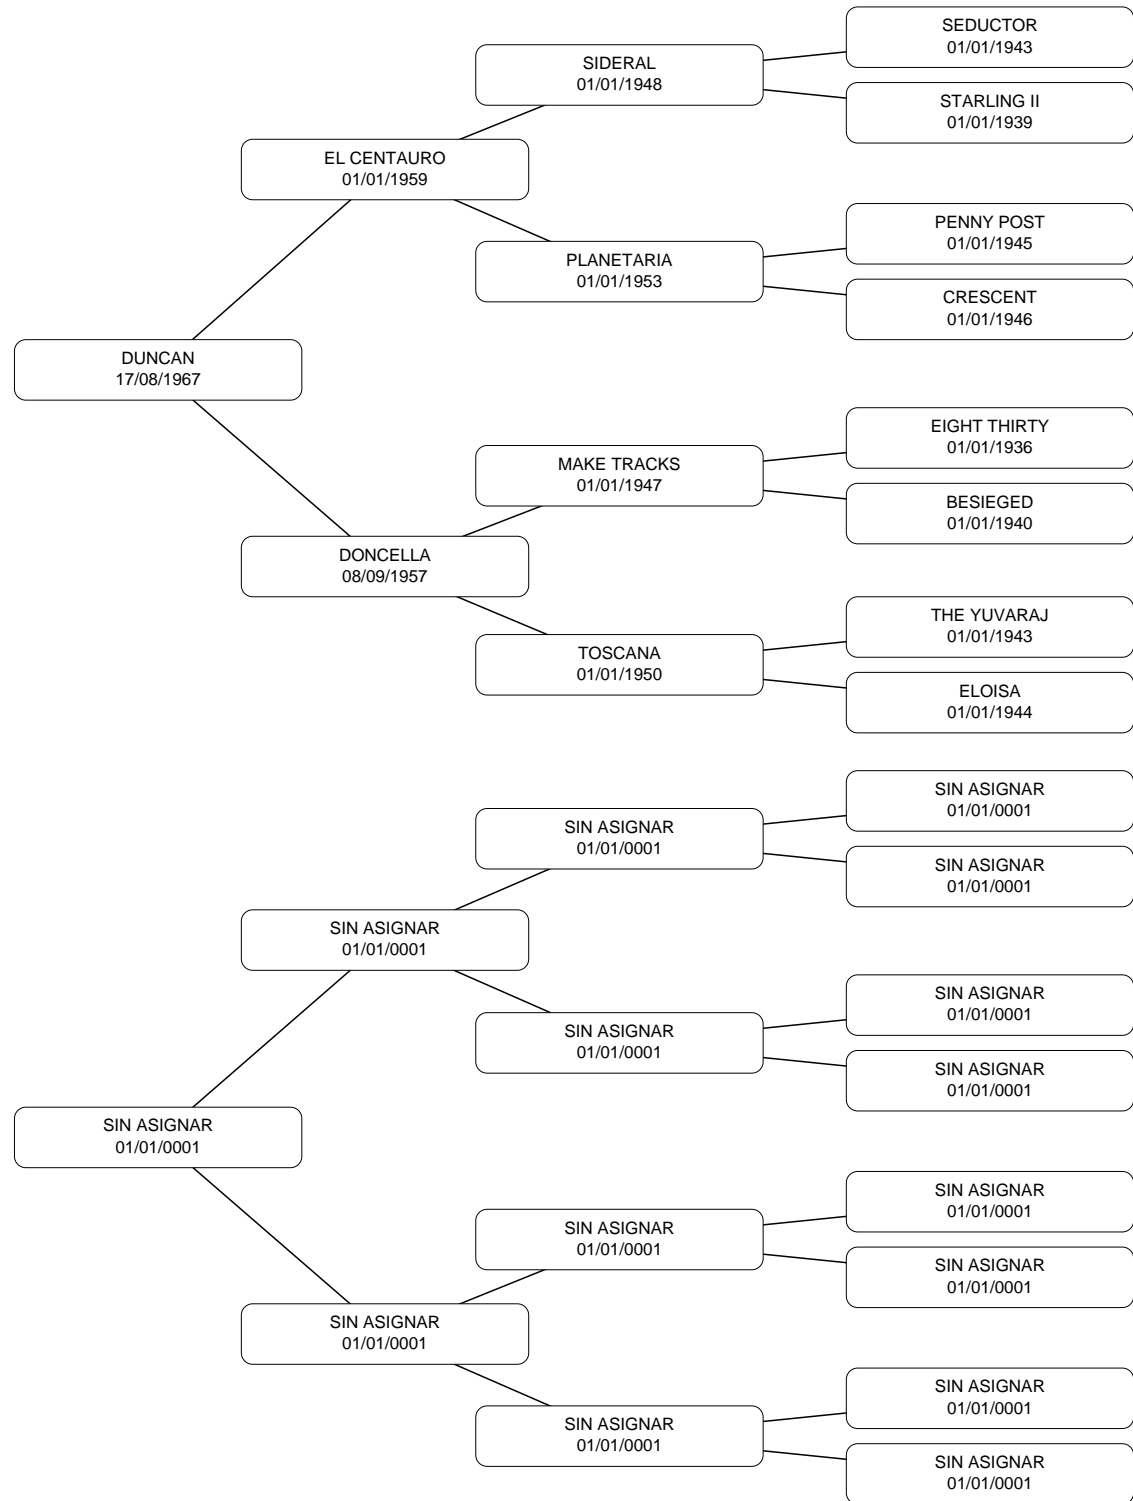 SEDUCTOR
01/01/1943
SIDERAL
01/01/1948
STARLING II
01/01/1939
EL CENTAURO
01/01/1959
PENNY POST
01/01/1945
PLANETARIA
01/01/1953
CRESCENT
01/01/1946
DUNCAN
17/08/1967
EIGHT THIRTY
01/01/1936
MAKE TRACKS
01/01/1947
BESIEGED
01/01/1940
DONCELLA
08/09/1957
THE YUVARAJ
01/01/1943
TOSCANA
01/01/1950
ELOISA
01/01/1944
SIN ASIGNAR
01/01/0001
SIN ASIGNAR
01/01/0001
SIN ASIGNAR
01/01/0001
SIN ASIGNAR
01/01/0001
SIN ASIGNAR
01/01/0001
SIN ASIGNAR
01/01/0001
SIN ASIGNAR
01/01/0001
SIN ASIGNAR
01/01/0001
SIN ASIGNAR
01/01/0001
SIN ASIGNAR
01/01/0001
SIN ASIGNAR
01/01/0001
SIN ASIGNAR
01/01/0001
SIN ASIGNAR
01/01/0001
SIN ASIGNAR
01/01/0001
SIN ASIGNAR
01/01/0001